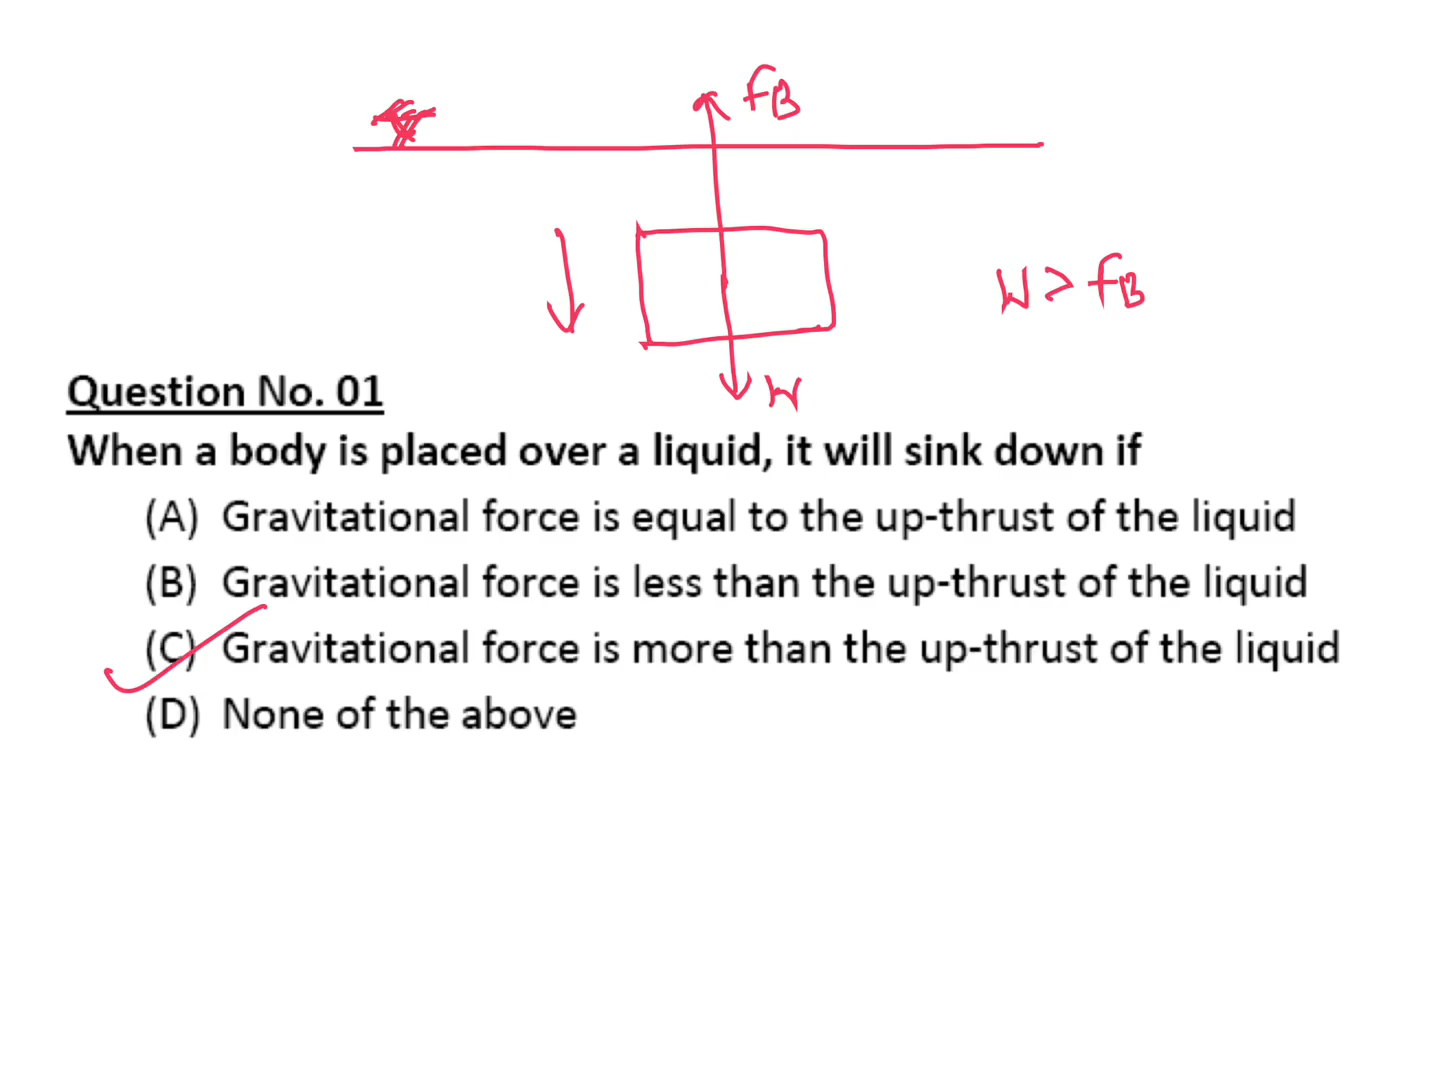 fB
W > fB
W
Question No. 01
When a body is placed over a liquid, it will sink down if
(A) Gravitational force is equal to the up-thrust of the liquid
(B) Gravitational force is less than the up-thrust of the liquid
(C) Gravitational force is more than the up-thrust of the liquid
(D) None of the above